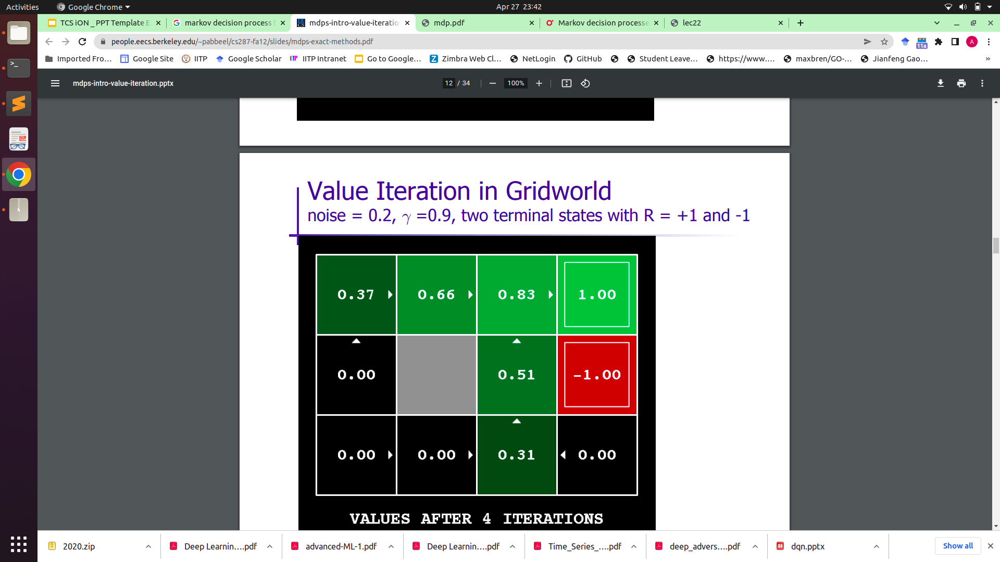 Activities Google Chrome Apr 27 23:42
TCS iON _ PPT Template E markov decision process mdps-intro-value-iteratio mdp.pdf Markov decision processe lec22
people.eecs.berkeley.edu/~pabbeel/cs287-fa12/slides/mdps-exact-methods.pdf 11a A
Imported Fro... Google Site IITP Google Scholar IITP Intranet Go to Google... Zimbra Web Cl... NetLogin GitHub Student Leave... https://www.... maxbren/GO-... Jianfeng Gao... »
mdps-intro-value-iteration.pptx 12 / 34 100%
Value Iteration in Gridworld
noise = 0.2, γ =0.9, two terminal states with R = +1 and -1
0.37 0.66 0.83 1.00
0.00 0.51 -1.00
0.00 0.00 0.31 0.00
VALUES AFTER 4 ITERATIONS
2020.zip Deep Learnin....pdf advanced-ML-1.pdf Deep Learnin....pdf Time_Series_....pdf deep_advers....pdf dqn.pptx Show all